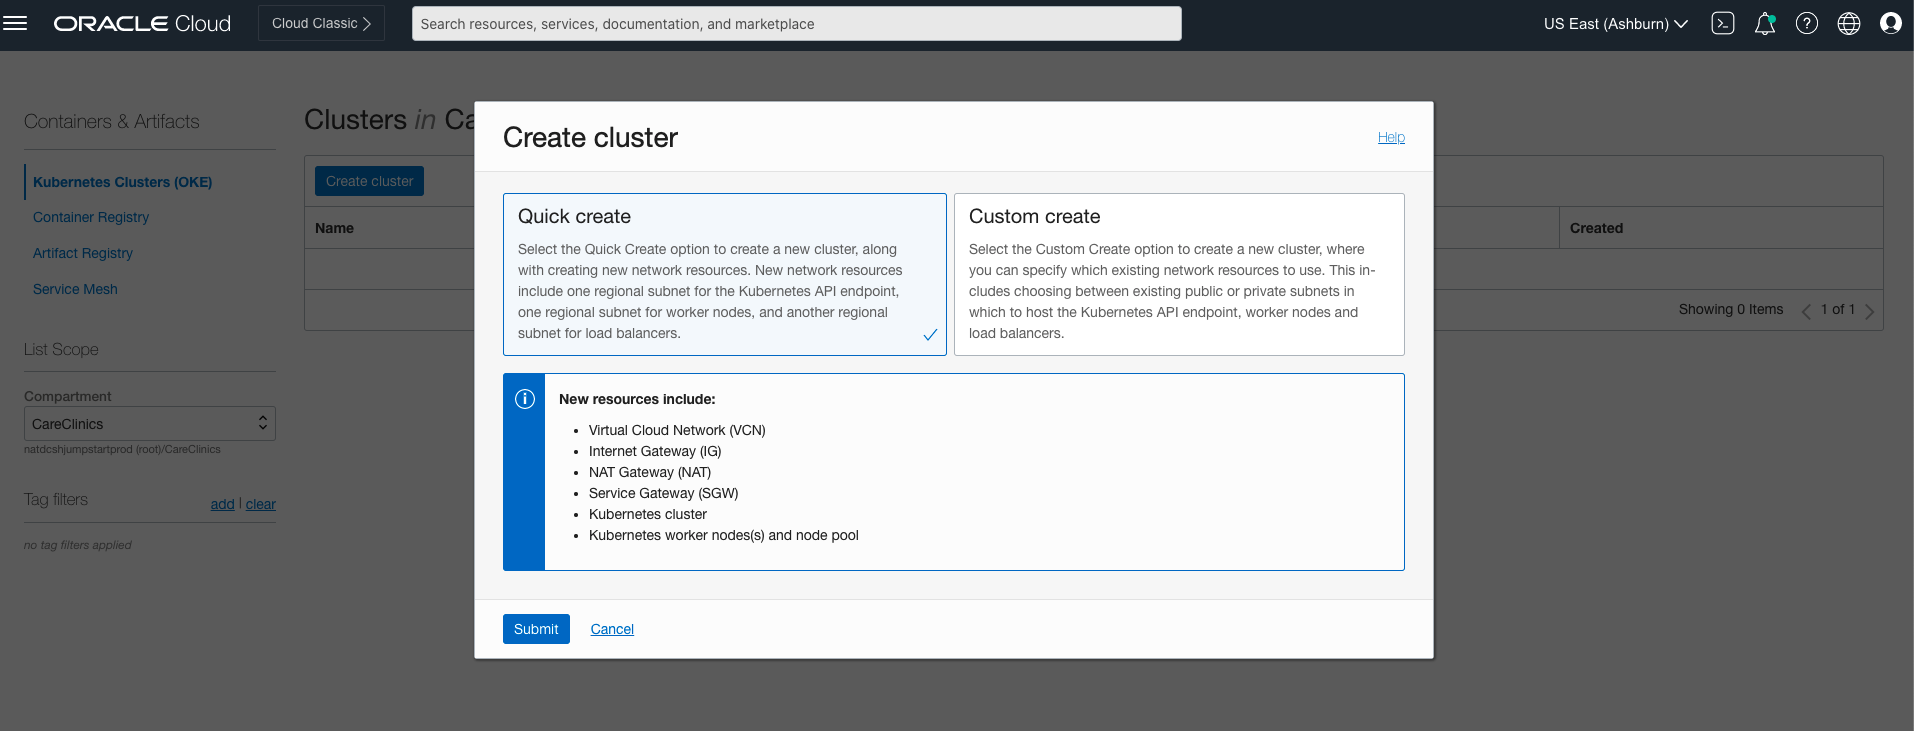 ORACLE Cloud
Cloud Classic
Search resources, services, documentation, and marketplace
US East (Ashburn)
Containers & Artifacts
Kubernetes Clusters (OKE)
Container Registry
Artifact Registry
Service Mesh
List Scope
Compartment
CareClinics
natdcshjumpstartprod (root)/CareClinics
Tag filters
add | clear
no tag filters applied
Clusters in Ca
Create cluster
Name
Created
Showing 0 Items
1 of 1
Create cluster
Help
Quick create
Select the Quick Create option to create a new cluster, along
with creating new network resources. New network resources
include one regional subnet for the Kubernetes API endpoint,
one regional subnet for worker nodes, and another regional
subnet for load balancers.
Custom create
Select the Custom Create option to create a new cluster, where
you can specify which existing network resources to use. This in-
cludes choosing between existing public or private subnets in
which to host the Kubernetes API endpoint, worker nodes and
load balancers.
New resources include:
• Virtual Cloud Network (VCN)
• Internet Gateway (IG)
• NAT Gateway (NAT)
• Service Gateway (SGW)
• Kubernetes cluster
• Kubernetes worker nodes(s) and node pool
Submit
Cancel